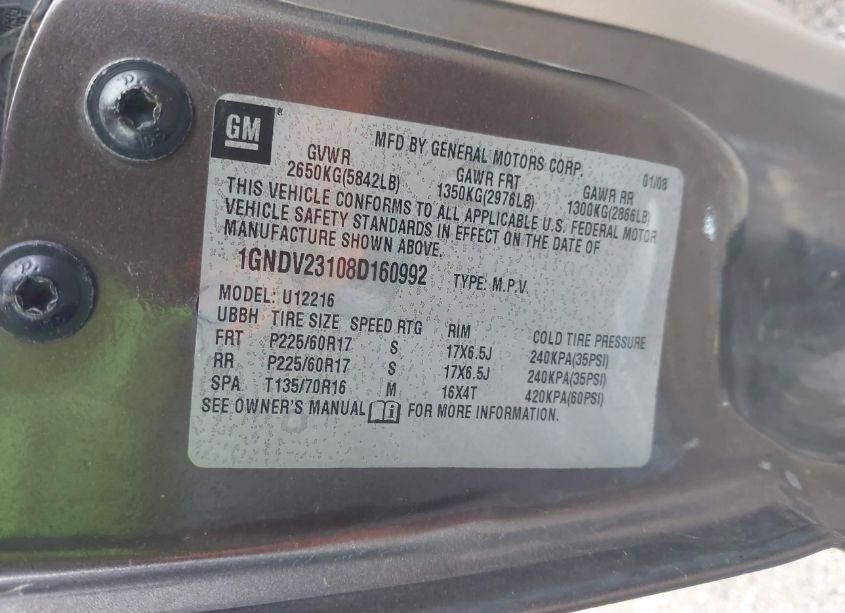 GM
MFD BY GENERAL MOTORS CORP. 01/08
GVWR GAWR FRT GAWR RR
2650KG(5842LB) 1350KG(2976LB) 1300KG(2866LB)
THIS VEHICLE CONFORMS TO ALL APPLICABLE U.S. FEDERAL MOTOR
VEHICLE SAFETY STANDARDS IN EFFECT ON THE DATE OF
MANUFACTURE SHOWN ABOVE.
1GNDV23108D160992 TYPE: M.P.V.
MODEL: U12216
UBBH TIRE SIZE SPEED RTG RIM COLD TIRE PRESSURE
FRT P225/60R17 S 17X6.5J 240KPA(35PSI)
RR P225/60R17 S 17X6.5J 240KPA(35PSI)
SPA T135/70R16 M 16X4T 420KPA(60PSI)
SEE OWNER'S MANUAL FOR MORE INFORMATION.